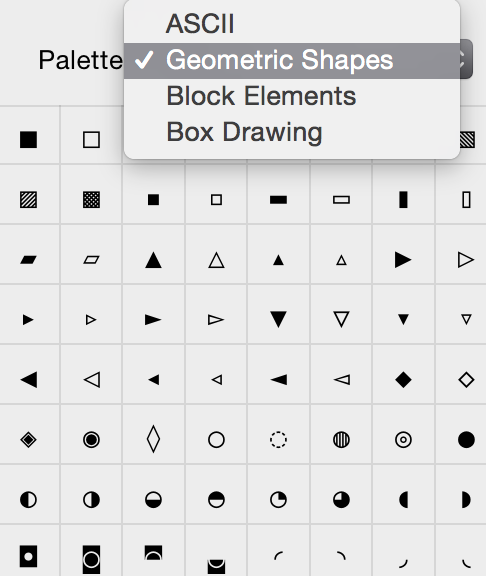 ASCII
Palette ✓ Geometric Shapes
Block Elements
Box Drawing
■ □ ▧
▨ ▩ ▪ ▫ ▬ ▭ ▮ ▯
▰ ▱ ▲ △ ▴ ▵ ▶ ▷
▸ ▹ ► ▻ ▼ ▽ ▾ ▿
◀ ◁ ◂ ◃ ◄ ◅ ◆ ◇
◈ ◉ ◊ ○ ◌ ◍ ◎ ●
◐ ◑ ◒ ◓ ◔ ◕ ◖ ◗
◘ ◙ ◚ ◛ ◜ ◝ ◞ ◟